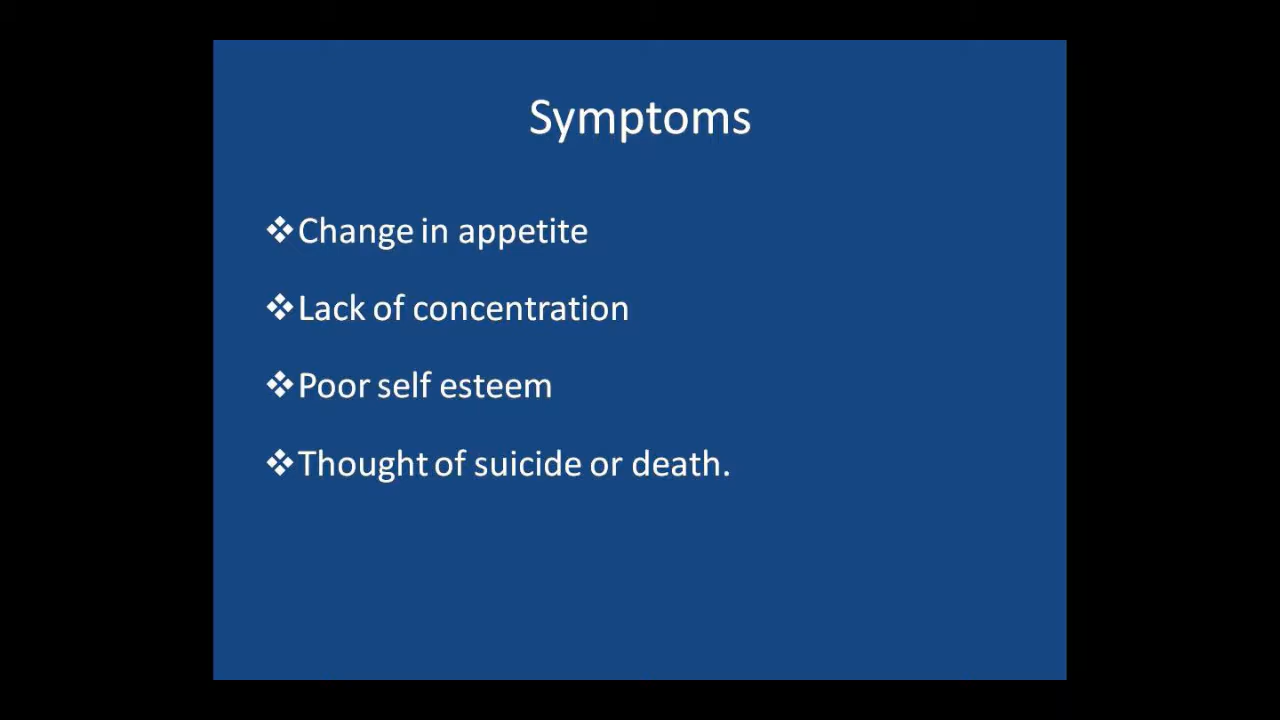 Symptoms
❖Change in appetite
❖Lack of concentration
❖Poor self esteem
❖Thought of suicide or death.